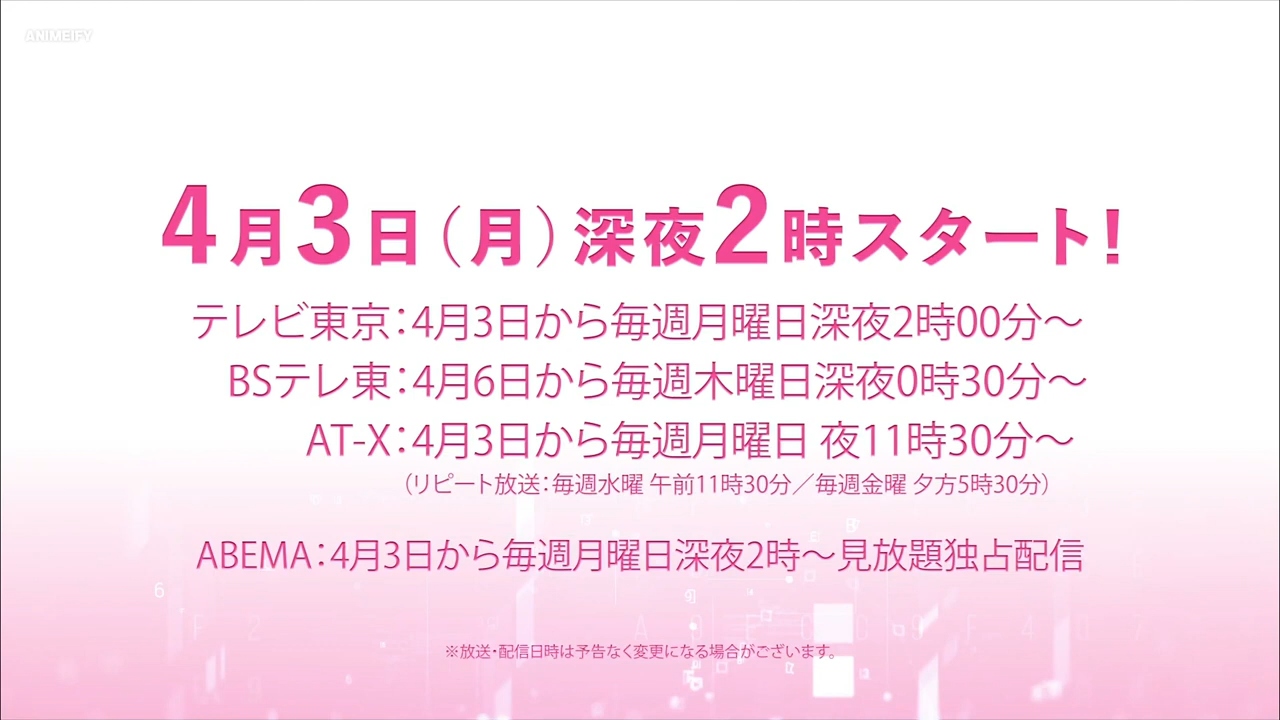 ANIMEIFY
4月3日（月）深夜2時スタート！
テレビ東京：4月3日から毎週月曜日深夜2時00分～
BSテレ東：4月6日から毎週木曜日深夜0時30分～
AT-X：4月3日から毎週月曜日 夜11時30分～
（リピート放送：毎週水曜 午前11時30分／毎週金曜 夕方5時30分）
ABEMA：4月3日から毎週月曜日深夜2時～見放題独占配信
※放送・配信日時は予告なく変更になる場合がございます。